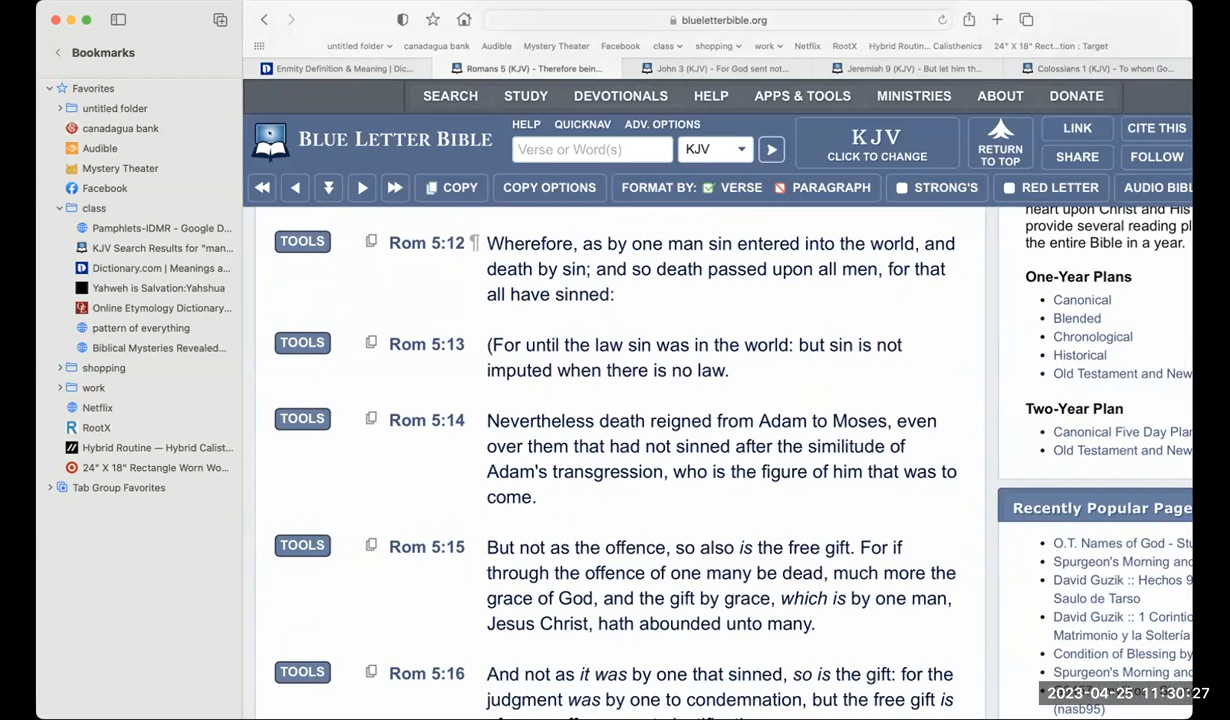 Bookmarks
Favorites
untitled folder
canadagua bank
Audible
Mystery Theater
Facebook
class
Pamphlets-IDMR - Google D...
KJV Search Results for "man...
Dictionary.com | Meanings a...
Yahweh is Salvation:Yahshua
Online Etymology Dictionary...
pattern of everything
Biblical Mysteries Revealed...
shopping
work
Netflix
RootX
Hybrid Routine — Hybrid Calist...
24" X 18" Rectangle Worn Wo...
Tab Group Favorites
blueletterbible.org
untitled folder canadagua bank Audible Mystery Theater Facebook class shopping work Netflix RootX Hybrid Routin... Calisthenics 24" X 18" Rect...tion : Target
Enmity Definition & Meaning | Dic... Romans 5 (KJV) - Therefore bein... John 3 (KJV) - For God sent not... Jeremiah 9 (KJV) - But let him th... Colossians 1 (KJV) - To whom Go...
SEARCH STUDY DEVOTIONALS HELP APPS & TOOLS MINISTRIES ABOUT DONATE
BLUE LETTER BIBLE
HELP QUICKNAV ADV. OPTIONS
Verse or Word(s) KJV
KJV
CLICK TO CHANGE
RETURN
TO TOP
LINK CITE THIS
SHARE FOLLOW
COPY COPY OPTIONS FORMAT BY: VERSE PARAGRAPH STRONG'S RED LETTER AUDIO BIBL
TOOLS Rom 5:12 ¶ Wherefore, as by one man sin entered into the world, and
death by sin; and so death passed upon all men, for that
all have sinned:
TOOLS Rom 5:13 (For until the law sin was in the world: but sin is not
imputed when there is no law.
TOOLS Rom 5:14 Nevertheless death reigned from Adam to Moses, even
over them that had not sinned after the similitude of
Adam's transgression, who is the figure of him that was to
come.
TOOLS Rom 5:15 But not as the offence, so also is the free gift. For if
through the offence of one many be dead, much more the
grace of God, and the gift by grace, which is by one man,
Jesus Christ, hath abounded unto many.
TOOLS Rom 5:16 And not as it was by one that sinned, so is the gift: for the
judgment was by one to condemnation, but the free gift is
heart upon Christ and His
provide several reading pl
the entire Bible in a year.
One-Year Plans
Canonical
Blended
Chronological
Historical
Old Testament and New
Two-Year Plan
Canonical Five Day Plan
Old Testament and New
Recently Popular Page
O.T. Names of God - Stu
Spurgeon's Morning and
David Guzik :: Hechos 9
Saulo de Tarso
David Guzik :: 1 Corintio
Matrimonio y la Soltería
Condition of Blessing by
Spurgeon's Morning and
(nasb95)
2023-04-25 11:30:27